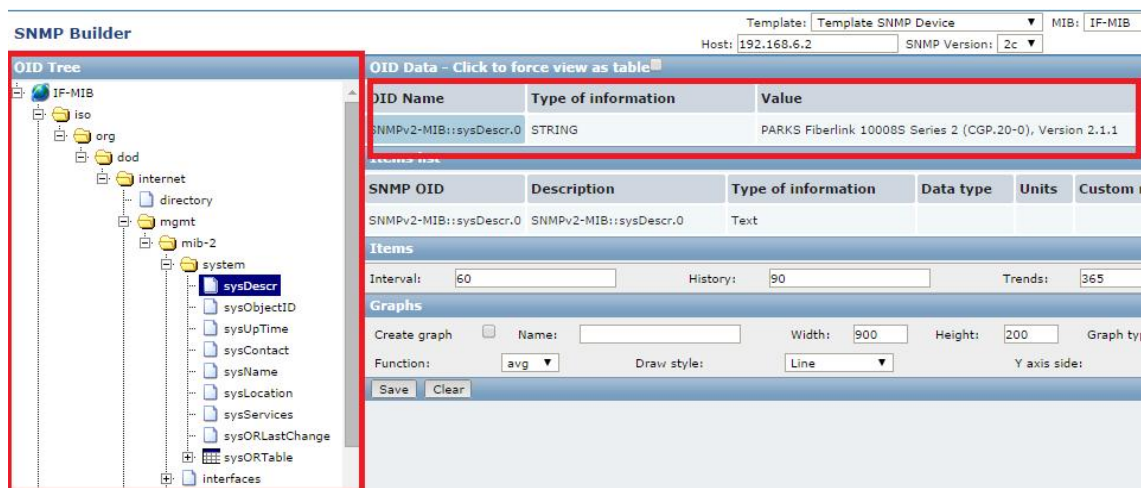 SNMP Builder
Template: Template SNMP Device MIB: IF-MIB
Host: 192.168.6.2 SNMP Version: 2c
OID Tree
IF-MIB
iso
org
dod
internet
directory
mgmt
mib-2
system
sysDescr
sysObjectID
sysUpTime
sysContact
sysName
sysLocation
sysServices
sysORLastChange
sysORTable
interfaces
OID Data - Click to force view as table
OID Name Type of information Value
SNMPv2-MIB::sysDescr.0 STRING PARKS Fiberlink 10008S Series 2 (CGP.20-0), Version 2.1.1
Items list
SNMP OID Description Type of information Data type Units Custom
SNMPv2-MIB::sysDescr.0 SNMPv2-MIB::sysDescr.0 Text
Items
Interval: 60 History: 90 Trends: 365
Graphs
Create graph Name: Width: 900 Height: 200 Graph ty
Function: avg Draw style: Line Y axis side:
Save Clear